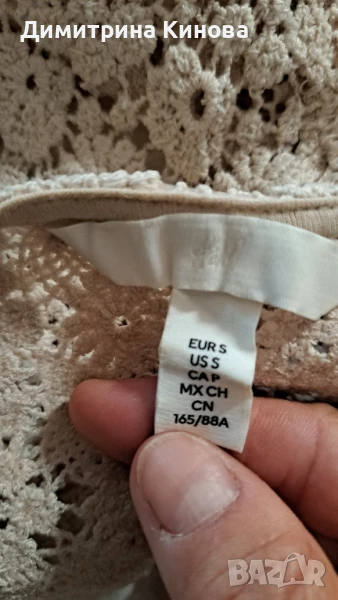 Димитрина Кинова
EUR S
US S
CA P
MX CH
CN
165/88A
BAZAR